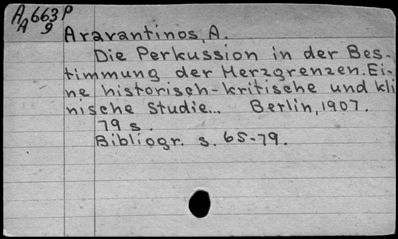 A 663 P
A 9
Aravantinos, A.
Die Perkussion in der Bes-
timmung der Herzgrenzen. Ei-
ne historisch-kritische und kli
nische Studie... Berlin, 1907.
79 s.
Bibliogr. s. 65-79.